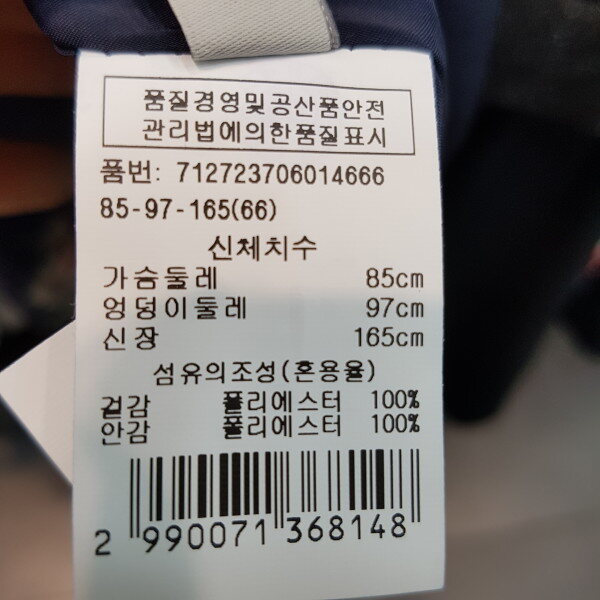 품질경영및공산품안전
관리법에의한품질표시
품번: 712723706014666
85-97-165(66)
신체치수
가슴둘레 85cm
엉덩이둘레 97cm
신장 165cm
섬유의조성(혼용율)
겉감 폴리에스터 100%
안감 폴리에스터 100%
2 990071 368148